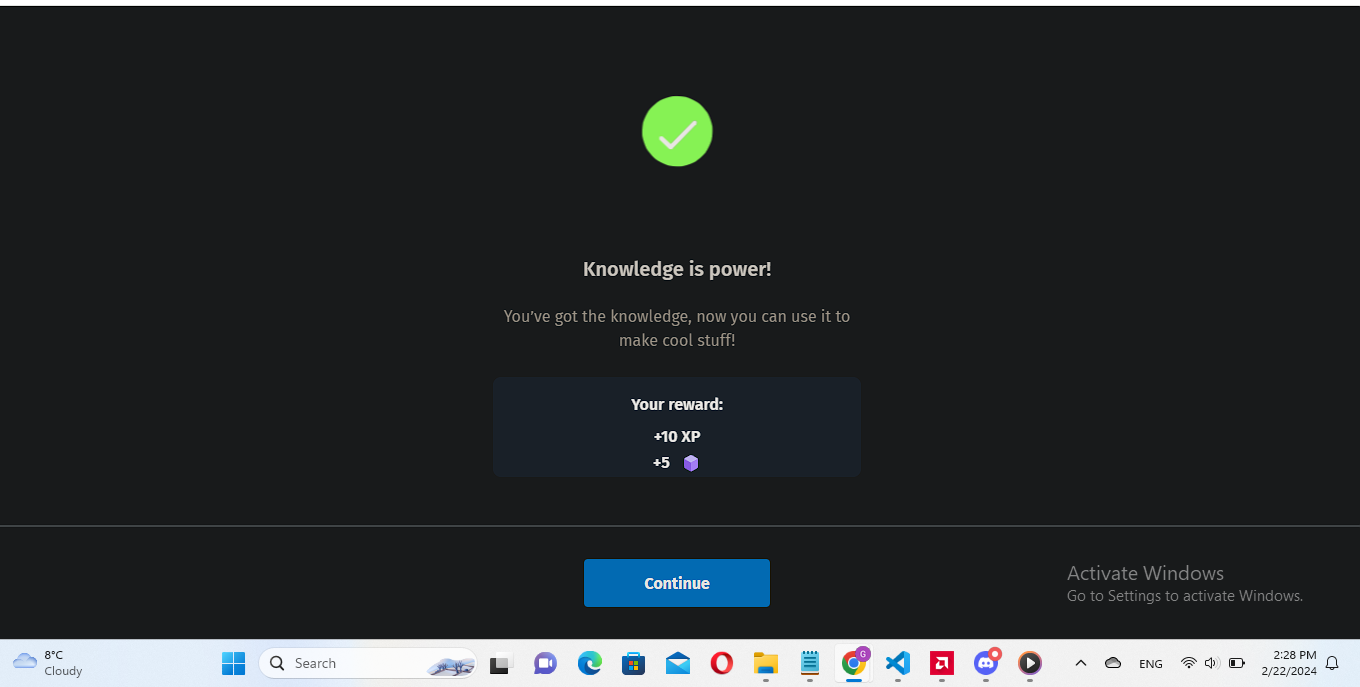 Knowledge is power!
You’ve got the knowledge, now you can use it to
make cool stuff!
Your reward:
+10 XP
+5
Continue
Activate Windows
Go to Settings to activate Windows.
8°C
Cloudy
Search
G
ENG
2:28 PM
2/22/2024